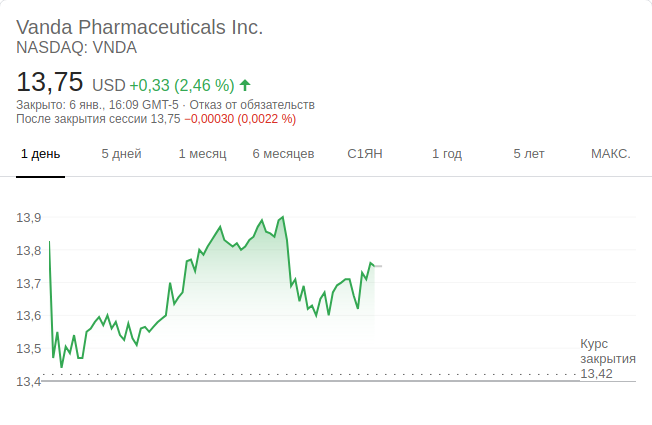 Vanda Pharmaceuticals Inc.
NASDAQ: VNDA
13,75 USD +0,33 (2,46 %)
Закрыто: 6 янв., 16:09 GMT-5 · Отказ от обязательств
После закрытия сессии 13,75 −0,00030 (0,0022 %)
1 день 5 дней 1 месяц 6 месяцев С1ЯН 1 год 5 лет МАКС.
13,9
13,8
13,7
13,6
13,5
13,4
Курс
закрытия
13,42